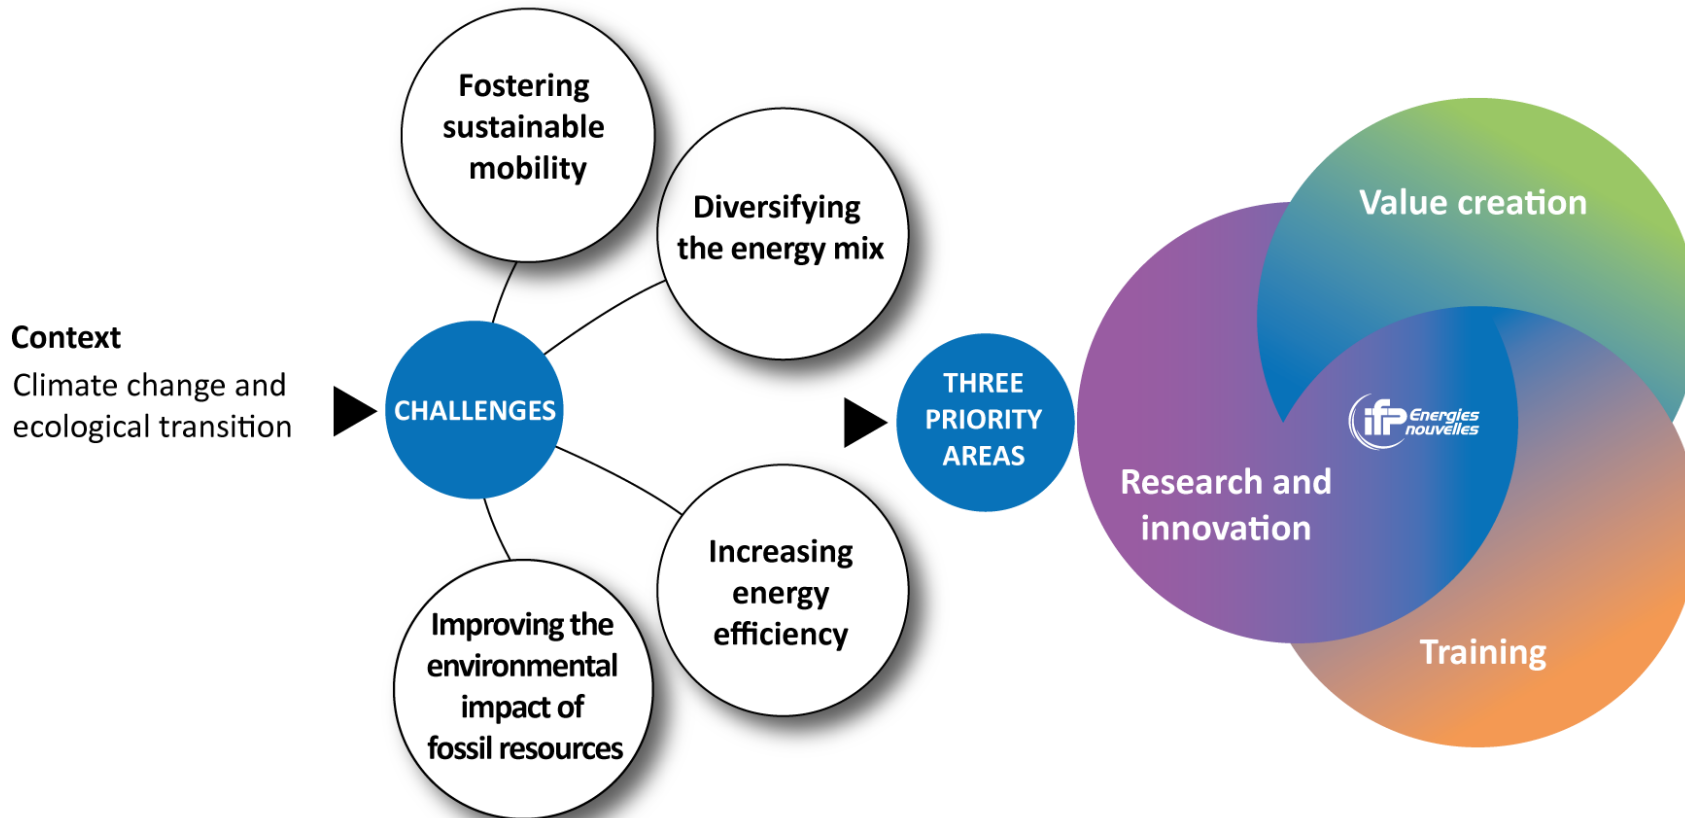 Context
Climate change and
ecological transition
CHALLENGES
Fostering
sustainable
mobility
Diversifying
the energy mix
Increasing
energy
efficiency
Improving the
environmental
impact of
fossil resources
THREE
PRIORITY
AREAS
Value creation
Research and
innovation
Training
ifp Energies
nouvelles